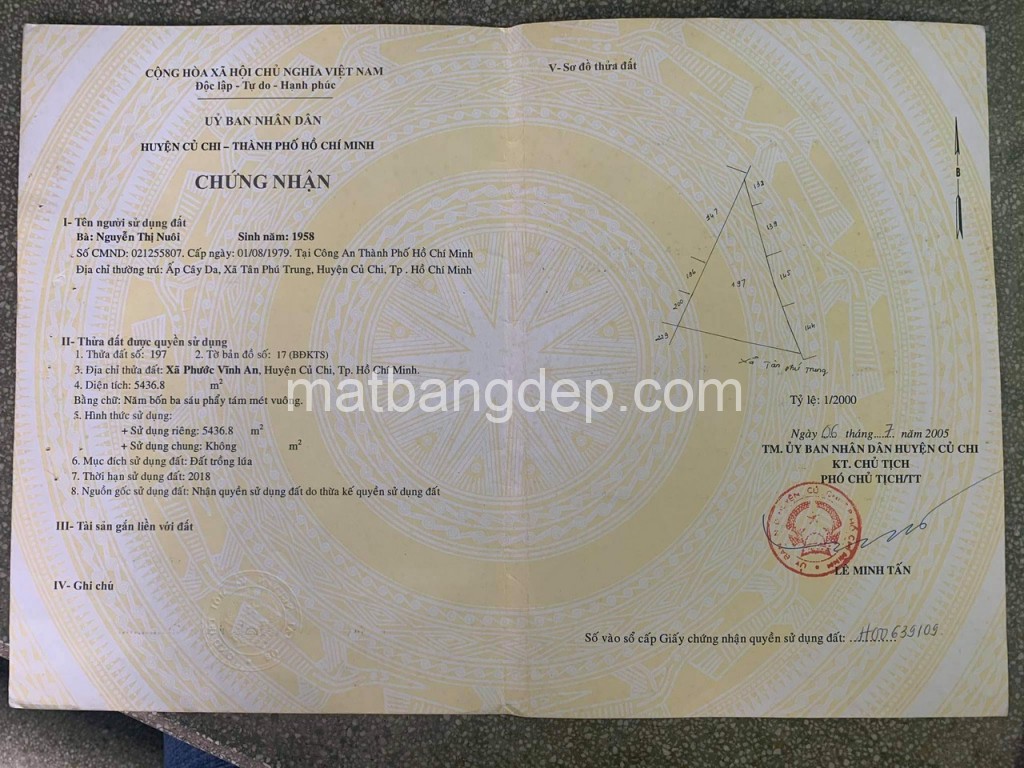 CỘNG HÒA XÃ HỘI CHỦ NGHĨA VIỆT NAM
Độc lập - Tự do - Hạnh phúc
UỶ BAN NHÂN DÂN
HUYỆN CỦ CHI – THÀNH PHỐ HỒ CHÍ MINH
CHỨNG NHẬN
I- Tên người sử dụng đất
Bà: Nguyễn Thị Nuôi Sinh năm: 1958
Số CMND: 021255807. Cấp ngày: 01/08/1979. Tại Công An Thành Phố Hồ Chí Minh
Địa chỉ thường trú: Ấp Cây Da, Xã Tân Phú Trung, Huyện Củ Chi, Tp . Hồ Chí Minh
II- Thửa đất được quyền sử dụng
1. Thửa đất số: 197 2. Tờ bản đồ số: 17 (BĐKTS)
3. Địa chỉ thửa đất: Xã Phước Vĩnh An, Huyện Củ Chi, Tp. Hồ Chí Minh.
4. Diện tích: 5436.8 m²
Bằng chữ: Năm bốn ba sáu phẩy tám mét vuông.
5. Hình thức sử dụng:
+ Sử dụng riêng: 5436.8 m²
+ Sử dụng chung: Không m²
6. Mục đích sử dụng đất: Đất trồng lúa
7. Thời hạn sử dụng đất: 2018
8. Nguồn gốc sử dụng đất: Nhận quyền sử dụng đất do thừa kế quyền sử dụng đất
III- Tài sản gắn liền với đất
IV- Ghi chú
V- Sơ đồ thửa đất
B
132
247
139
196
197
165
200
229
166
Xã Tân Phú Trung
Tỷ lệ: 1/2000
Ngày 06 tháng....7. năm 2005
TM. ỦY BAN NHÂN DÂN HUYỆN CỦ CHI
KT. CHỦ TỊCH
PHÓ CHỦ TỊCH/TT
LÊ MINH TẤN
Số vào sổ cấp Giấy chứng nhận quyền sử dụng đất: ...H00639109
matbangdep.com